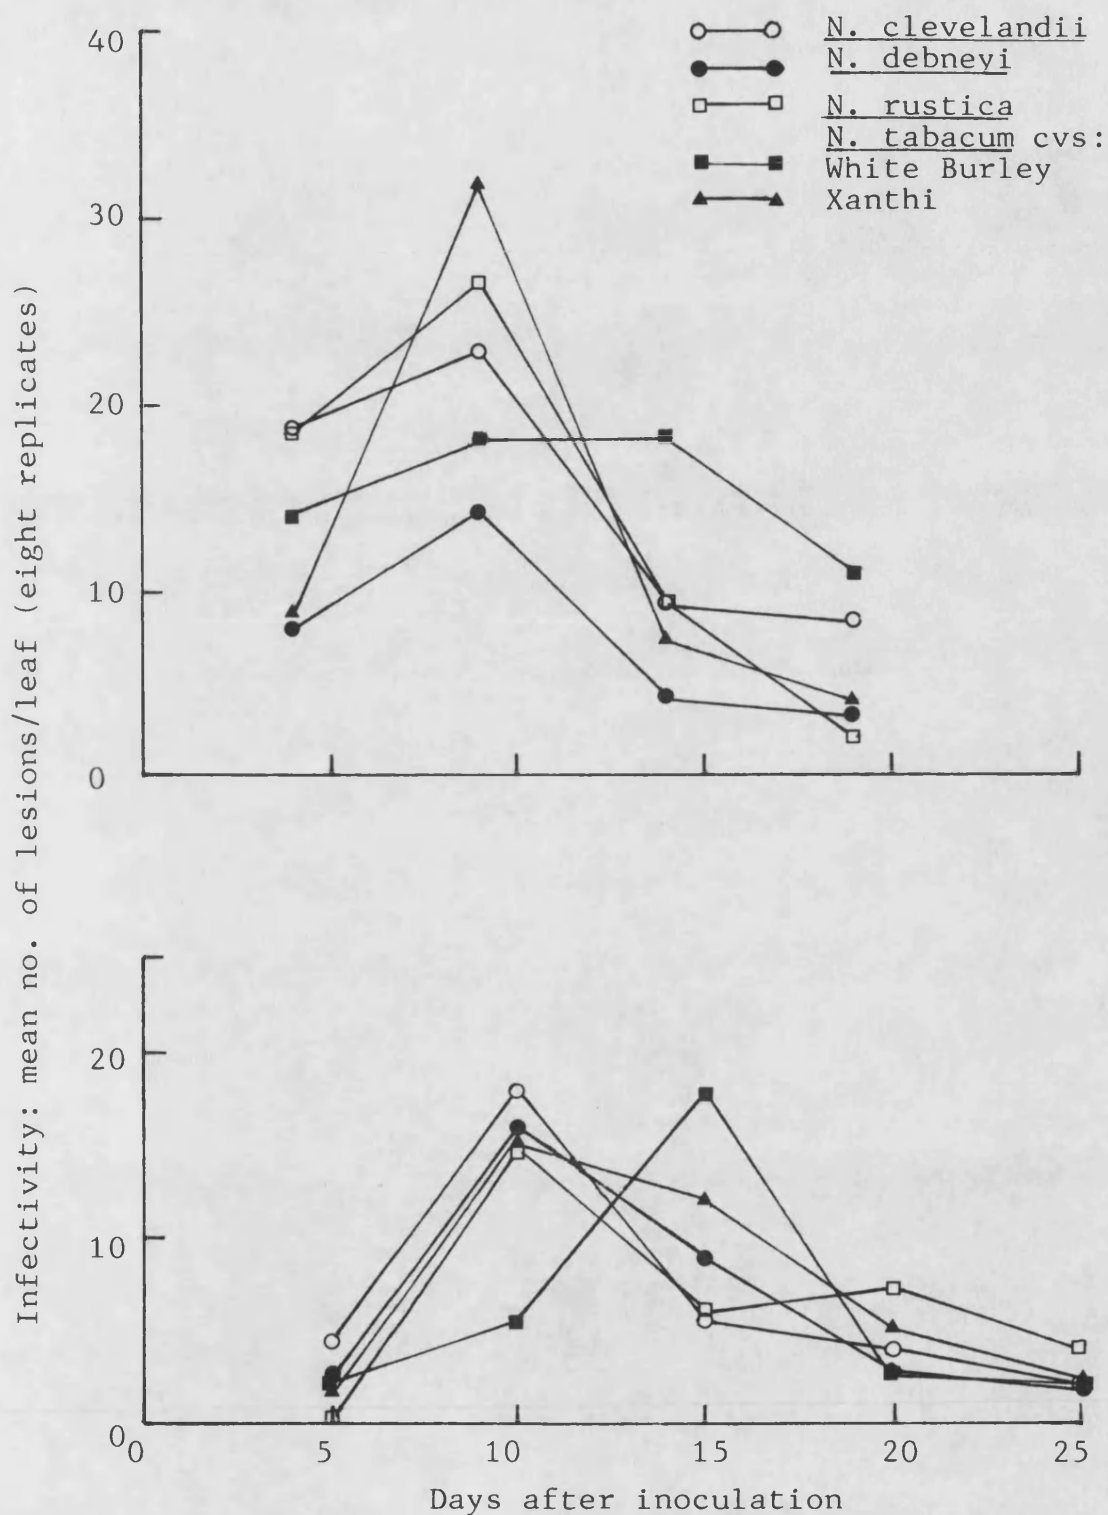 N. clevelandii
N. debneyi
N. rustica
N. tabacum cvs:
White Burley
Xanthi
40
30
20
10
0
Infectivity: mean no. of lesions/leaf (eight replicates)
20
10
0
0 5 10 15 20 25
Days after inoculation